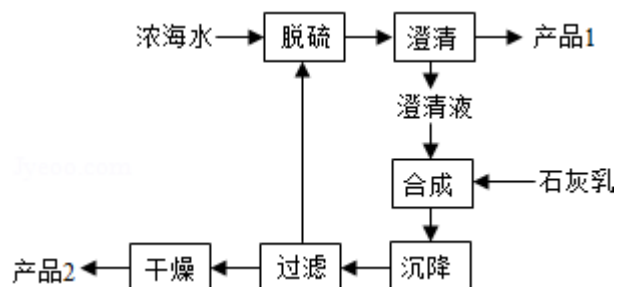 浓海水 脱硫 澄清 产品1
澄清液
合成 石灰乳
产品2 干燥 过滤 沉降